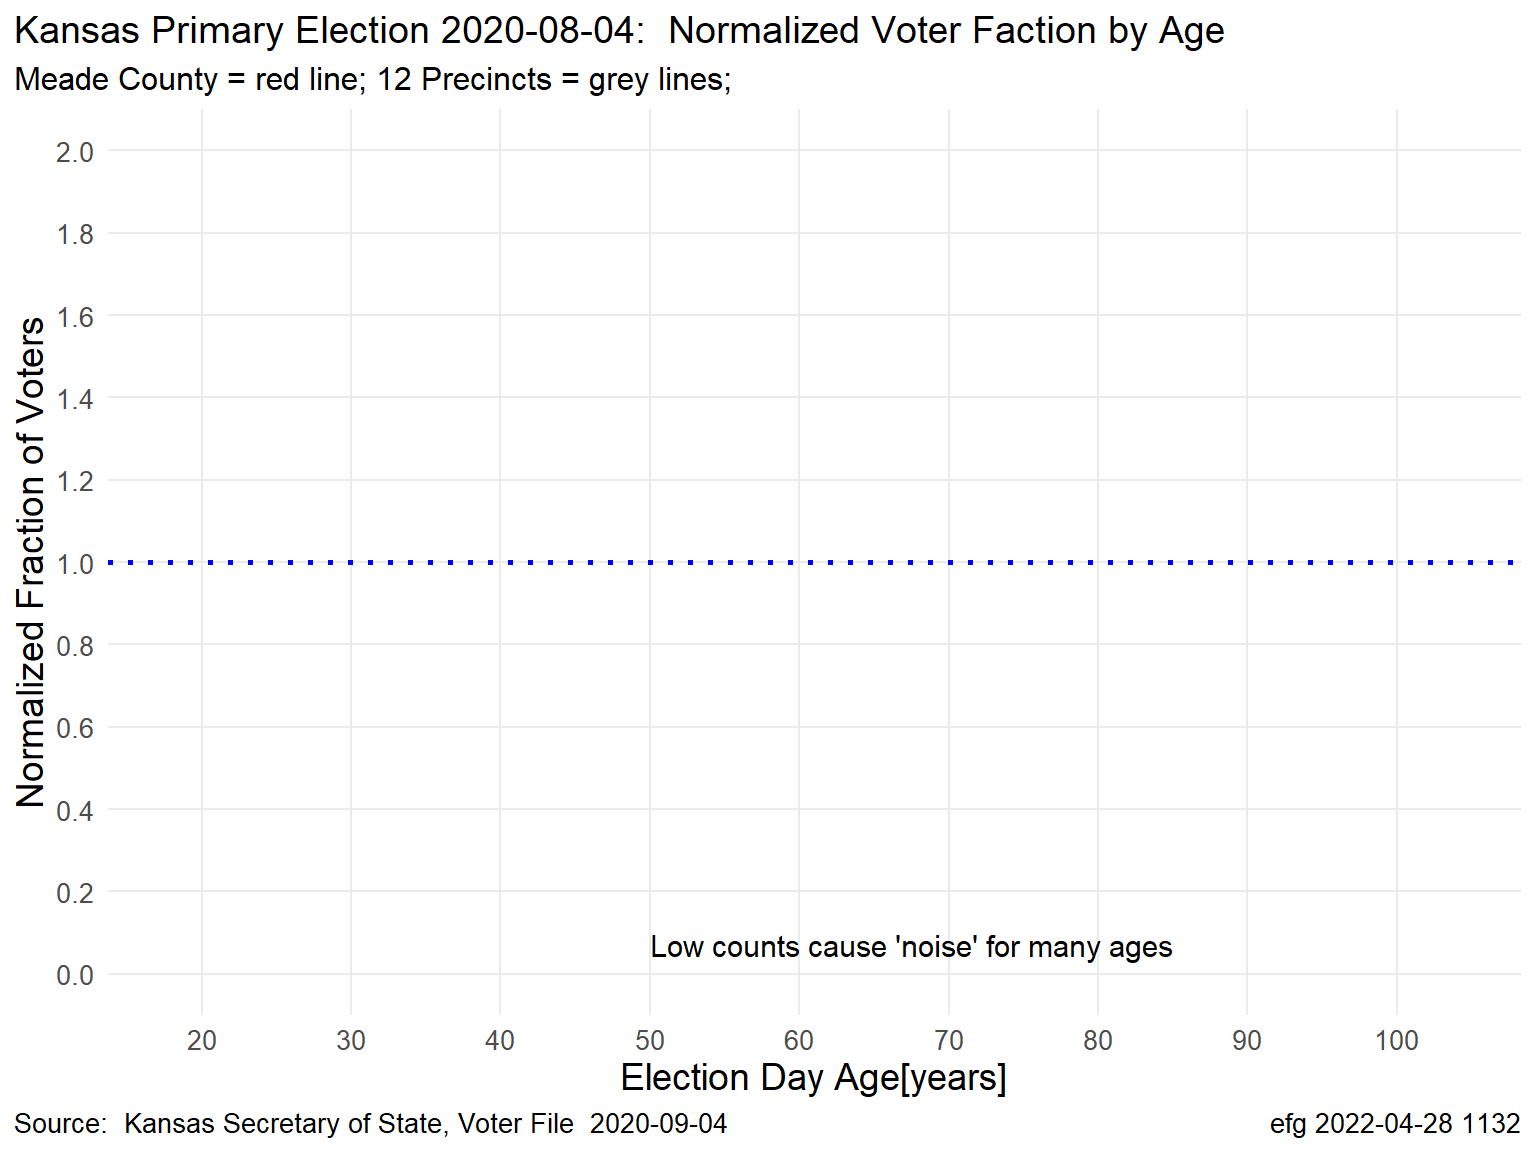 Kansas Primary Election 2020-08-04:  Normalized Voter Faction by Age
Meade County = red line; 12 Precincts = grey lines;
Normalized Fraction of Voters
2.0
1.8
1.6
1.4
1.2
1.0
0.8
0.6
0.4
0.2
0.0
Low counts cause 'noise' for many ages
20 30 40 50 60 70 80 90 100
Election Day Age[years]
Source:  Kansas Secretary of State, Voter File  2020-09-04
efg 2022-04-28 1132